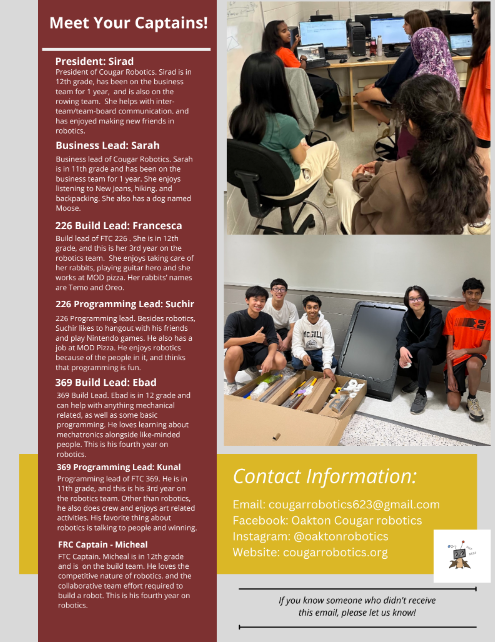 Meet Your Captains!
President: Sirad
President of Cougar Robotics. Sirad is in
12th grade, has been on the business
team for 1 year, and is also on the
rowing team. She helps with inter-
team/team-board communication, and
has enjoyed making new friends in
robotics.
Business Lead: Sarah
Business lead of Cougar Robotics. Sarah
is in 11th grade and has been on the
business team for 1 year. She enjoys
listening to New Jeans, hiking, and
backpacking. She also has a dog named
Moose.
226 Build Lead: Francesca
Build lead of FTC 226 . She is in 12th
grade, and this is her 3rd year on the
robotics team. She enjoys taking care of
her rabbits, playing guitar hero and she
works at MOD pizza. Her rabbits' names
are Temo and Oreo.
226 Programming Lead: Suchir
226 Programming lead. Besides robotics,
Suchir likes to hangout with his friends
and play Nintendo games. He also has a
job at MOD Pizza. He enjoys robotics
because of the people in it, and thinks
that programming is fun.
369 Build Lead: Ebad
369 Build Lead. Ebad is in 12 grade and
can help with anything mechanical
related, as well as some basic
programming. He loves learning about
mechatronics alongside like-minded
people. This is his fourth year on
robotics.
369 Programming Lead: Kunal
Programming lead of FTC 369. He is in
11th grade, and this is his 3rd year on
the robotics team. Other than robotics,
he also does crew and enjoys art related
activities. His favorite thing about
robotics is talking to people and winning.
FRC Captain - Micheal
FTC Captain. Micheal is in 12th grade
and is on the build team. He loves the
competitive nature of robotics, and the
collaborative team effort required to
build a robot. This is his fourth year on
robotics.
Contact Information:
Email: cougarrobotics623@gmail.com
Facebook: Oakton Cougar robotics
Instagram: @oaktonrobotics
Website: cougarrobotics.org
If you know someone who didn't receive
this email, please let us know!